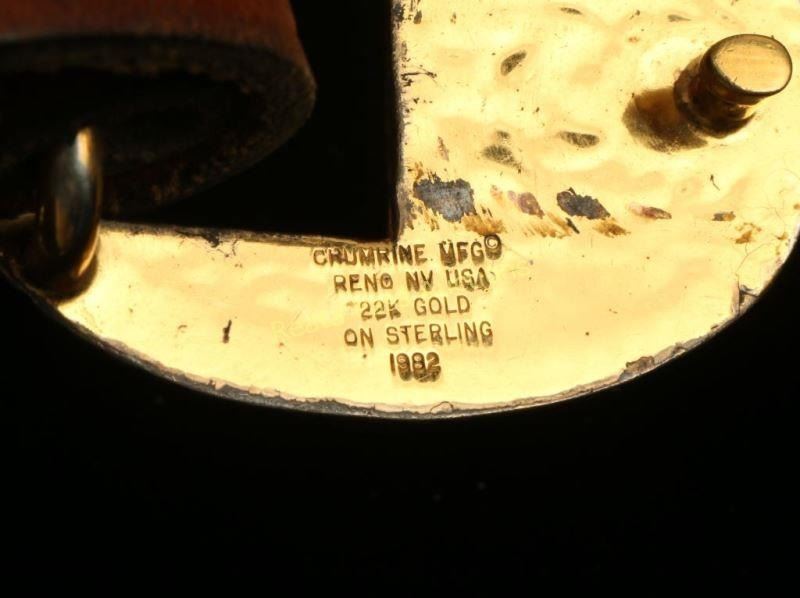 CRUMRINE MFG©
RENO NV USA
22K GOLD
ON STERLING
1982